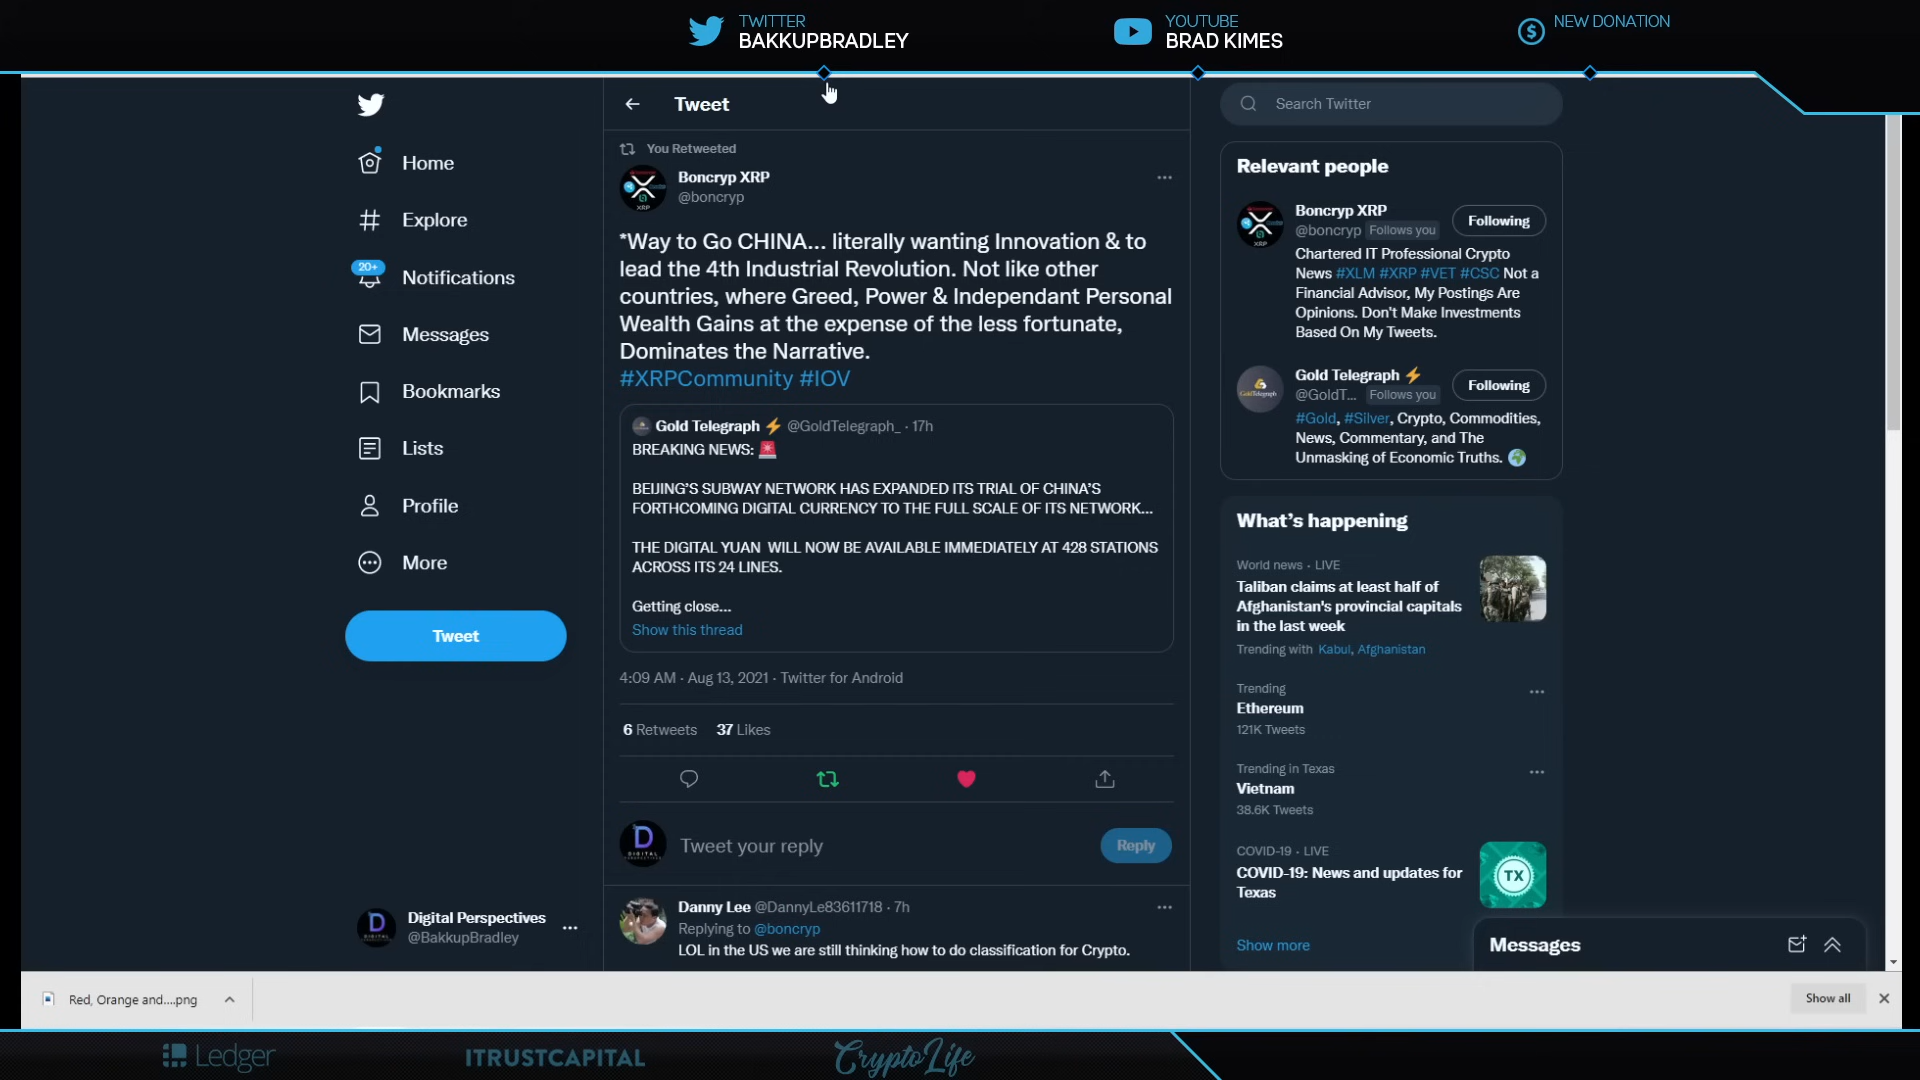 TWITTER
BAKKUPBRADLEY
YOUTUBE
BRAD KIMES
NEW DONATION
Home
Explore
20+
Notifications
Messages
Bookmarks
Lists
Profile
More
Tweet
Digital Perspectives
@BakkupBradley
Tweet
You Retweeted
Boncryp XRP
@boncryp
*Way to Go CHINA... literally wanting Innovation & to
lead the 4th Industrial Revolution. Not like other
countries, where Greed, Power & Independant Personal
Wealth Gains at the expense of the less fortunate,
Dominates the Narrative.
#XRPCommunity #IOV
Gold Telegraph ⚡ @GoldTelegraph_ · 17h
BREAKING NEWS: 🚨
BEIJING'S SUBWAY NETWORK HAS EXPANDED ITS TRIAL OF CHINA'S
FORTHCOMING DIGITAL CURRENCY TO THE FULL SCALE OF ITS NETWORK...
THE DIGITAL YUAN WILL NOW BE AVAILABLE IMMEDIATELY AT 428 STATIONS
ACROSS ITS 24 LINES.
Getting close...
Show this thread
4:09 AM · Aug 13, 2021 · Twitter for Android
6 Retweets 37 Likes
Tweet your reply
Reply
Danny Lee @DannyLe83611718 · 7h
Replying to @boncryp
LOL in the US we are still thinking how to do classification for Crypto.
Search Twitter
Relevant people
Boncryp XRP
@boncryp Follows you
Following
Chartered IT Professional Crypto
News #XLM #XRP #VET #CSC Not a
Financial Advisor, My Postings Are
Opinions. Don't Make Investments
Based On My Tweets.
Gold Telegraph ⚡
@GoldT... Follows you
Following
#Gold, #Silver, Crypto, Commodities,
News, Commentary, and The
Unmasking of Economic Truths. 🌍
What's happening
World news · LIVE
Taliban claims at least half of
Afghanistan's provincial capitals
in the last week
Trending with Kabul, Afghanistan
Trending
Ethereum
121K Tweets
Trending in Texas
Vietnam
38.6K Tweets
COVID-19 · LIVE
COVID-19: News and updates for
Texas
TX
Show more
Messages
Red, Orange and....png
Show all
Ledger
ITRUSTCAPITAL
CryptoLife